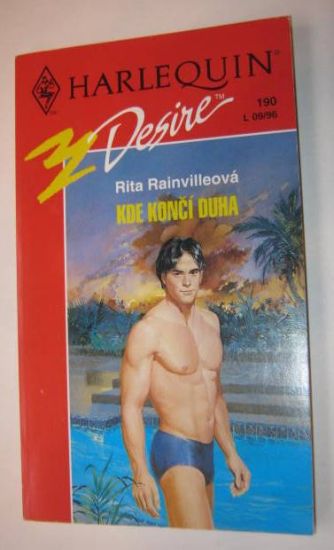 HARLEQUIN
Desire™
190
L 09/96
Rita Rainvilleová
KDE KONČÍ DUHA